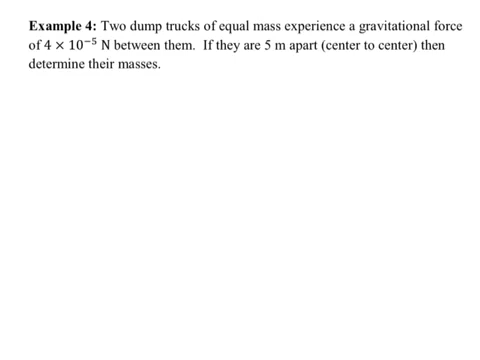 Example 4: Two dump trucks of equal mass experience a gravitational force
of 4 × 10⁻⁵ N between them. If they are 5 m apart (center to center) then
determine their masses.